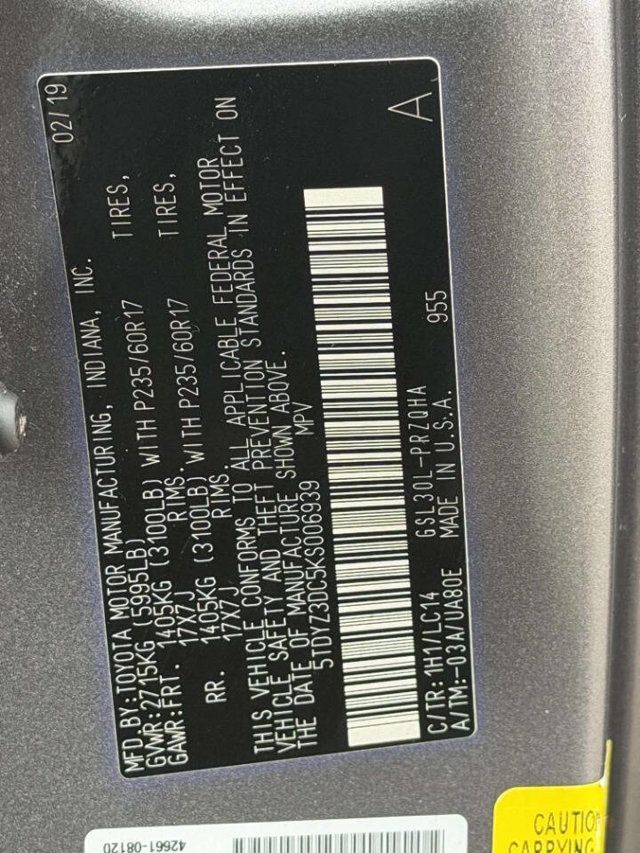 MFD.BY:TOYOTA MOTOR MANUFACTURING, INDIANA, INC. 02/19
GVWR:2715KG (5995LB)
GAWR:FRT. 1405KG (3100LB) WITH P235/60R17 TIRES,
17X7J RIMS.
RR. 1405KG (3100LB) WITH P235/60R17 TIRES,
17X7J RIMS.
THIS VEHICLE CONFORMS TO ALL APPLICABLE FEDERAL MOTOR
VEHICLE SAFETY AND THEFT PREVENTION STANDARDS IN EFFECT ON
THE DATE OF MANUFACTURE SHOWN ABOVE.
5TDYZ3DC5KS006939 MPV
A
C/TR:1H1/LC14 GSL30L-PRZQHA
A/TM:-03A/UA80E MADE IN U.S.A. 955
42661-08120
CAUTIO
CARRYING